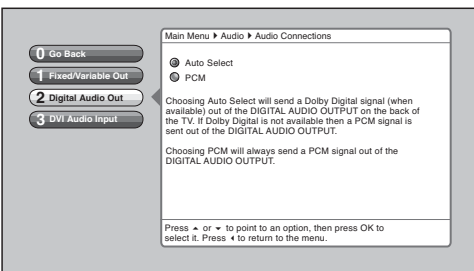 0 Go Back
1 Fixed/Variable Out
2 Digital Audio Out
3 DVI Audio Input
Main Menu ▶ Audio ▶ Audio Connections
Auto Select
PCM
Choosing Auto Select will send a Dolby Digital signal (when
available) out of the DIGITAL AUDIO OUTPUT on the back of
the TV. If Dolby Digital is not available then a PCM signal is
sent out of the DIGITAL AUDIO OUTPUT.
Choosing PCM will always send a PCM signal out of the
DIGITAL AUDIO OUTPUT.
Press ▲ or ▼ to point to an option, then press OK to
select it. Press ◀ to return to the menu.